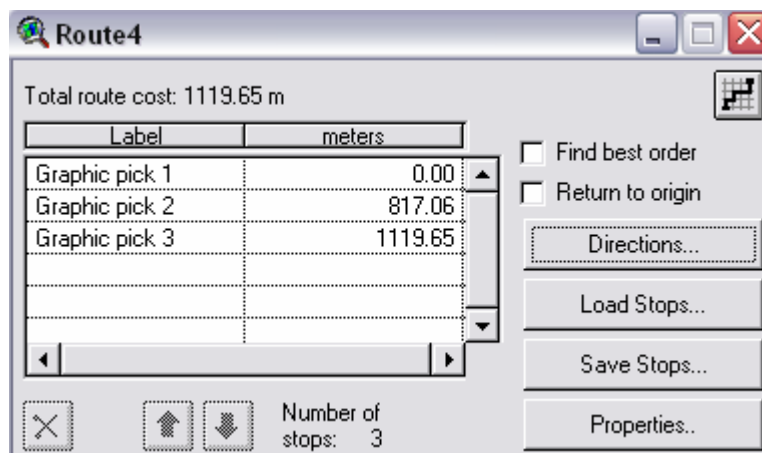 Route4
Total route cost: 1119.65 m
Label meters
Graphic pick 1 0.00
Graphic pick 2 817.06
Graphic pick 3 1119.65
Find best order
Return to origin
Directions...
Load Stops...
Save Stops...
Properties..
Number of
stops: 3